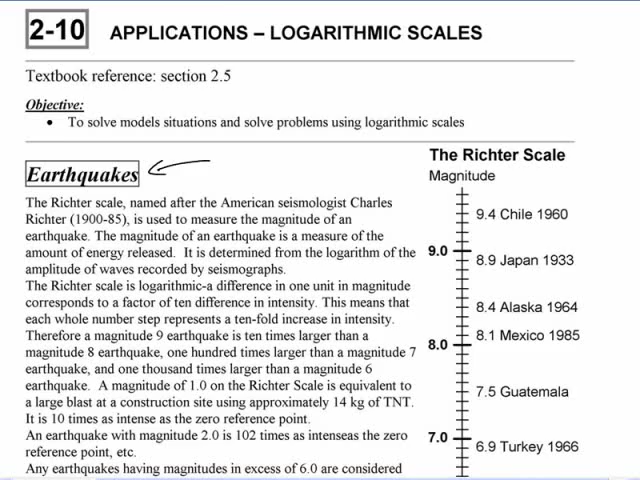 2-10 APPLICATIONS – LOGARITHMIC SCALES
Textbook reference: section 2.5
Objective:
• To solve models situations and solve problems using logarithmic scales
Earthquakes
The Richter scale, named after the American seismologist Charles
Richter (1900-85), is used to measure the magnitude of an
earthquake. The magnitude of an earthquake is a measure of the
amount of energy released. It is determined from the logarithm of the
amplitude of waves recorded by seismographs.
The Richter scale is logarithmic-a difference in one unit in magnitude
corresponds to a factor of ten difference in intensity. This means that
each whole number step represents a ten-fold increase in intensity.
Therefore a magnitude 9 earthquake is ten times larger than a
magnitude 8 earthquake, one hundred times larger than a magnitude 7
earthquake, and one thousand times larger than a magnitude 6
earthquake. A magnitude of 1.0 on the Richter Scale is equivalent to
a large blast at a construction site using approximately 14 kg of TNT.
It is 10 times as intense as the zero reference point.
An earthquake with magnitude 2.0 is 102 times as intenseas the zero
reference point, etc.
Any earthquakes having magnitudes in excess of 6.0 are considered
The Richter Scale
Magnitude
9.4 Chile 1960
9.0
8.9 Japan 1933
8.4 Alaska 1964
8.1 Mexico 1985
8.0
7.5 Guatemala
7.0
6.9 Turkey 1966